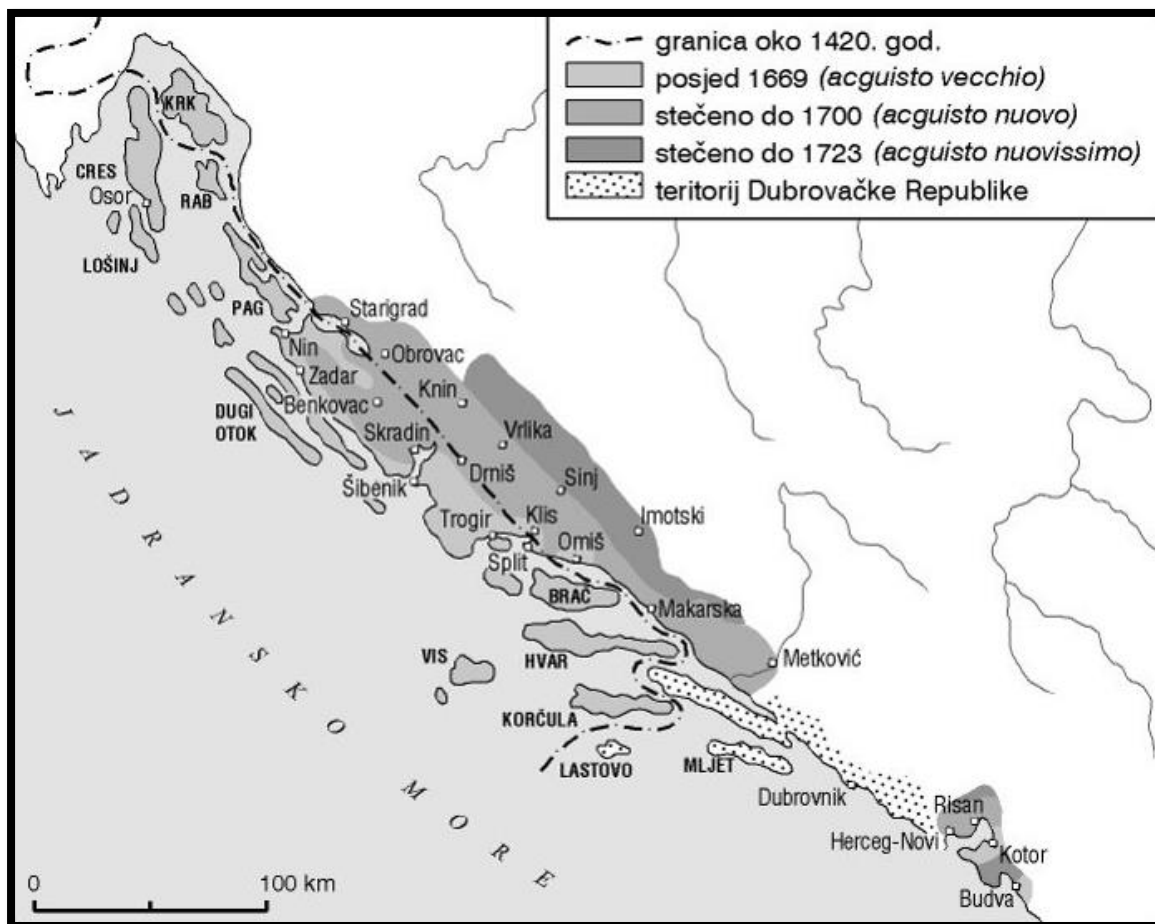 granica oko 1420. god.
posjed 1669 (acguisto vecchio)
stečeno do 1700 (acguisto nuovo)
stečeno do 1723 (acguisto nuovissimo)
teritorij Dubrovačke Republike
KRK
CRES
Osor
RAB
LOŠINJ
PAG
Starigrad
Nin
Obrovac
Zadar
Knin
Benkovac
DUGI
OTOK
Skradin
Vrlika
Drniš
Sinj
Šibenik
Trogir
Klis
Imotski
Split
Omiš
BRAČ
Makarska
VIS
HVAR
Metković
KORČULA
LASTOVO
MLJET
Dubrovnik
Risan
Herceg-Novi
Kotor
Budva
JADRANSKO MORE
0 100 km